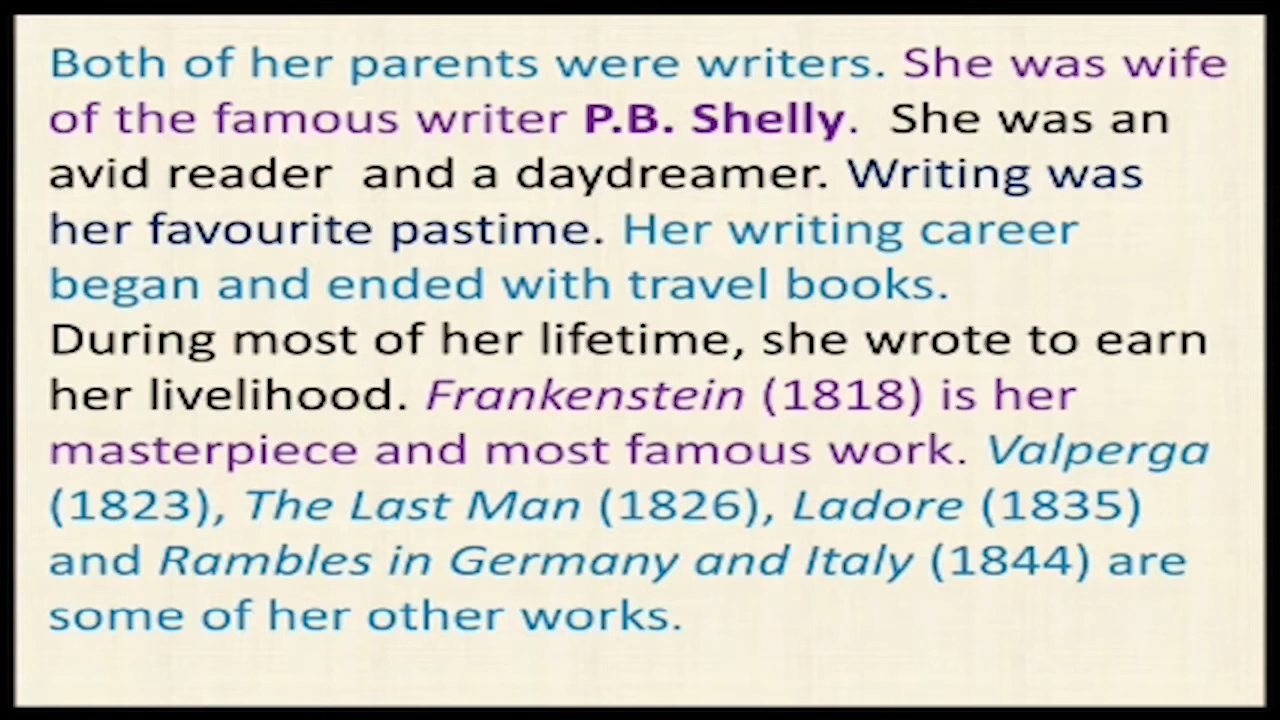 Both of her parents were writers. She was wife
of the famous writer P.B. Shelly. She was an
avid reader and a daydreamer. Writing was
her favourite pastime. Her writing career
began and ended with travel books.
During most of her lifetime, she wrote to earn
her livelihood. Frankenstein (1818) is her
masterpiece and most famous work. Valperga
(1823), The Last Man (1826), Ladore (1835)
and Rambles in Germany and Italy (1844) are
some of her other works.